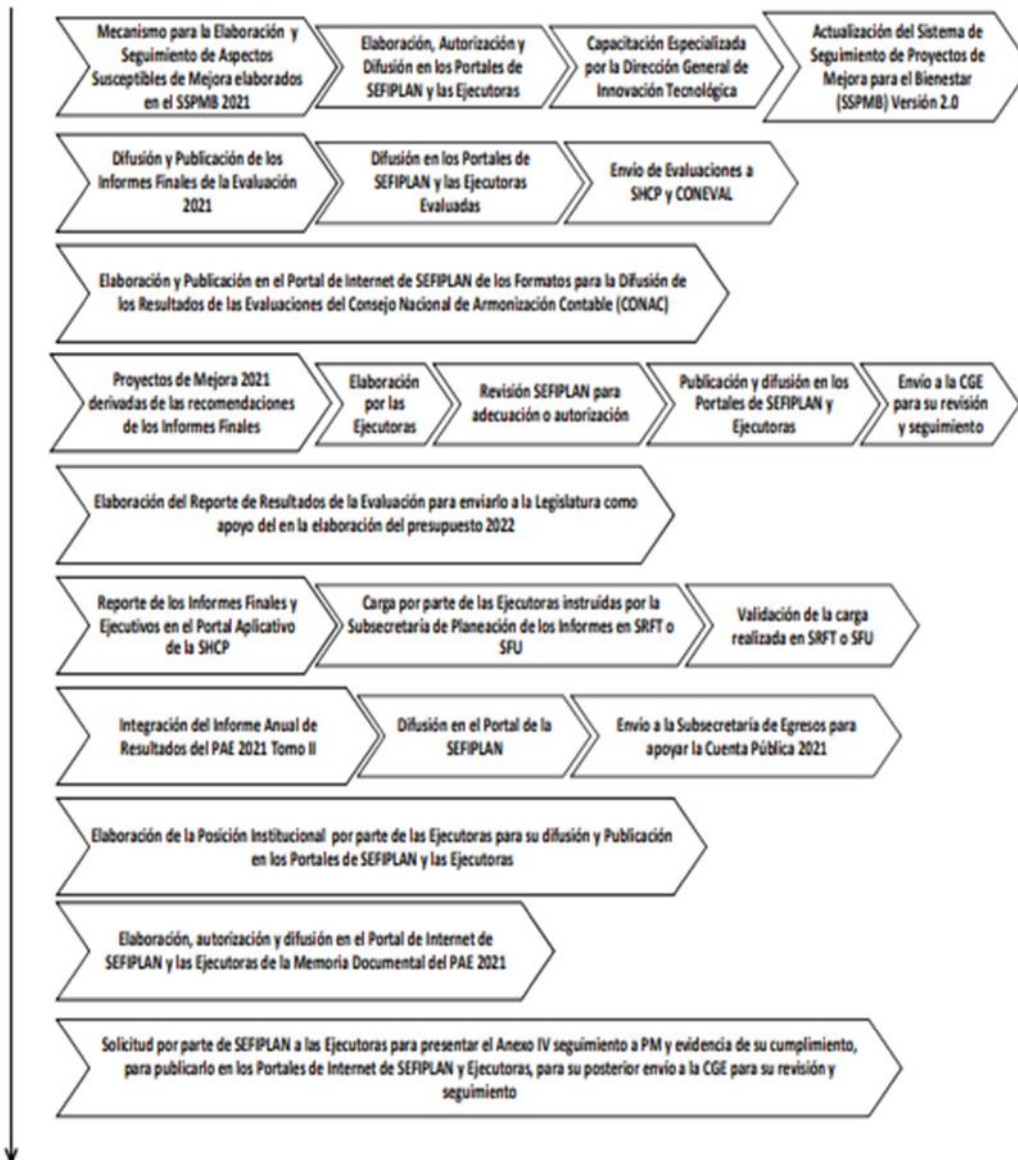 Mecanismo para la Elaboración y
Seguimiento de Aspectos
Susceptibles de Mejora elaborados
en el SSPMB 2021
Elaboración, Autorización y
Difusión en los Portales de
SEFIPLAN y las Ejecutoras
Capacitación Especializada
por la Dirección General de
Innovación Tecnológica
Actualización del Sistema de
Seguimiento de Proyectos de
Mejora para el Bienestar
(SSPMB) Versión 2.0
Difusión y Publicación de los
Informes Finales de la Evaluación
2021
Difusión en los Portales de
SEFIPLAN y las Ejecutoras
Evaluadas
Envío de Evaluaciones a
SHCP y CONEVAL
Elaboración y Publicación en el Portal de Internet de SEFIPLAN de los Formatos para la Difusión de
los Resultados de las Evaluaciones del Consejo Nacional de Armonización Contable (CONAC)
Proyectos de Mejora 2021
derivadas de las recomendaciones
de los Informes Finales
Elaboración
por las
Ejecutoras
Revisión SEFIPLAN para
adecuación o autorización
Publicación y difusión en los
Portales de SEFIPLAN y
Ejecutoras
Envío a la CGE
para su revisión
y seguimiento
Elaboración del Reporte de Resultados de la Evaluación para enviarlo a la Legislatura como
apoyo del en la elaboración del presupuesto 2022
Reporte de los Informes Finales y
Ejecutivos en el Portal Aplicativo
de la SHCP
Carga por parte de las Ejecutoras instruidas por la
Subsecretaría de Planeación de los Informes en SRFT o
SFU
Validación de la carga
realizada en SRFT o SFU
Integración del Informe Anual de
Resultados del PAE 2021 Tomo II
Difusión en el Portal de la
SEFIPLAN
Envío a la Subsecretaría de Egresos para
apoyar la Cuenta Pública 2021
Elaboración de la Posición Institucional por parte de las Ejecutoras para su difusión y Publicación
en los Portales de SEFIPLAN y las Ejecutoras
Elaboración, autorización y difusión en el Portal de Internet de
SEFIPLAN y las Ejecutoras de la Memoria Documental del PAE 2021
Solicitud por parte de SEFIPLAN a las Ejecutoras para presentar el Anexo IV seguimiento a PM y evidencia de su cumplimiento,
para publicarlo en los Portales de Internet de SEFIPLAN y Ejecutoras, para su posterior envío a la CGE para su revisión y
seguimiento